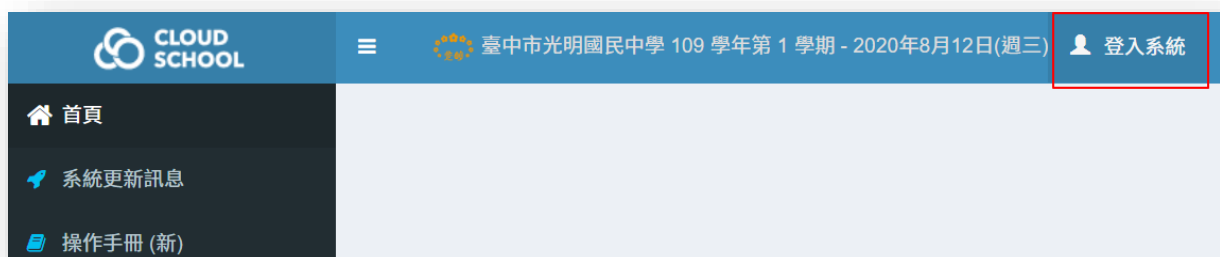 CLOUD
SCHOOL
臺中市光明國民中學 109 學年第 1 學期 - 2020年8月12日(週三)
登入系統
首頁
系統更新訊息
操作手冊 (新)